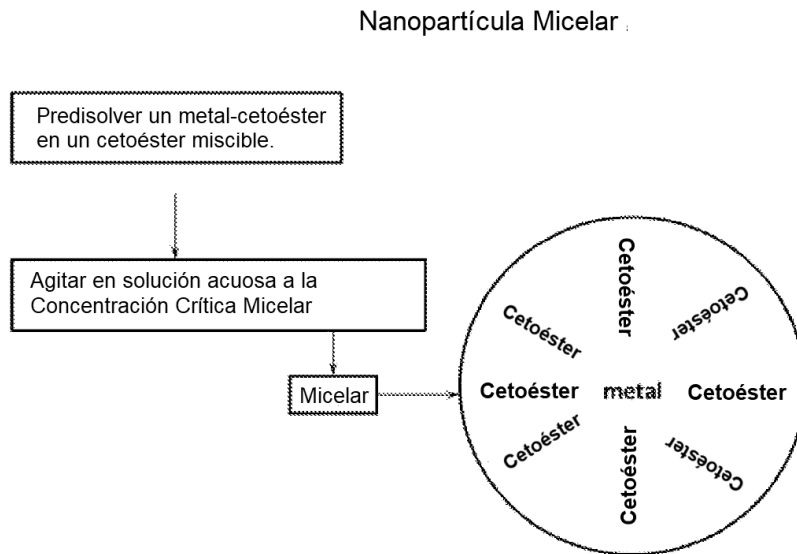 Nanopartícula Micelar
Predisolver un metal-cetoéster
en un cetoéster miscible.
Agitar en solución acuosa a la
Concentración Crítica Micelar
Micelar
Cetoéster
Cetoéster
Cetoéster
Cetoéster
metal
Cetoéster
Cetoéster
Cetoéster
Cetoéster